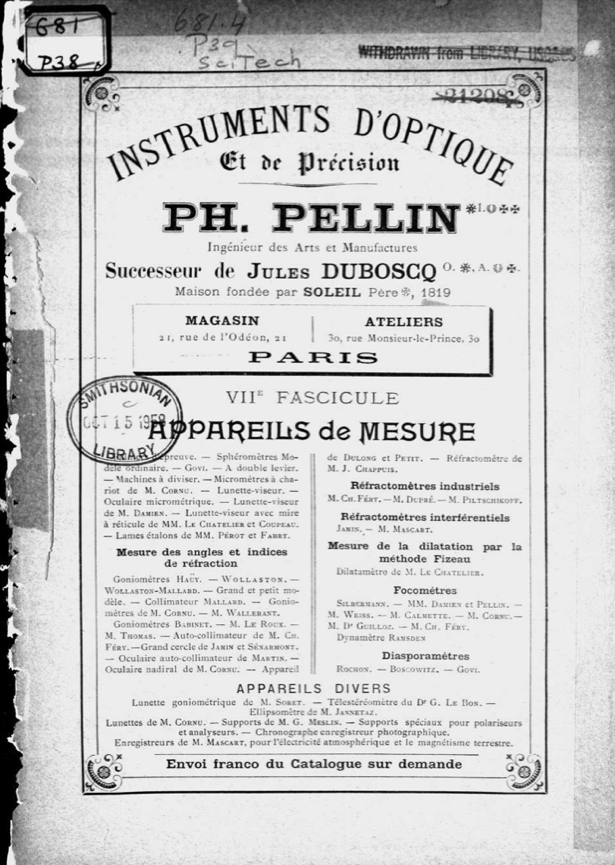 681
P38
681.4
P39
SciTech
WITHDRAWN from LIBRARY,
21208
INSTRUMENTS D'OPTIQUE
Et de Précision
PH. PELLIN
Ingénieur des Arts et Manufactures
Successeur de JULES DUBOSCQ O. A.
Maison fondée par SOLEIL Père, 1819
MAGASIN
21, rue de l'Odéon, 21
ATELIERS
30, rue Monsieur-le-Prince, 30
PARIS
VIIE FASCICULE
SMITHSONIAN
OCT 15 1958
LIBRARY
APPAREILS de MESURE
preuve. — Sphéromètres Mo-
dèle ordinaire. — GOVI. — A double levier.
— Machines à diviser. — Micromètres à cha-
riot de M. CORNU. — Lunette-viseur. —
Oculaire micrométrique. — Lunette-viseur
de M. DAMIEN. — Lunette-viseur avec mire
à réticule de MM. LE CHATELIER et COUPEAU.
— Lames étalons de MM. PÉROT et FABRY.
Mesure des angles et indices
de réfraction
Goniomètres HAÜY. — WOLLASTON. —
WOLLASTON-MALLARD. — Grand et petit mo-
dèle. — Collimateur MALLARD. — Gonio-
mètres de M. CORNU. — M. WALLERANT.
Goniomètres BABINET. — M. LE ROUX. —
M. THOMAS. — Auto-collimateur de M. CH.
FÉRY. — Grand cercle de JAMIN et SÉNARMONT.
— Oculaire auto-collimateur de MARTIN. —
Oculaire nadiral de M. CORNU. — Appareil
de DULONG et PETIT. — Réfractomètre de
M. J. CHAPPUIS.
Réfractomètres industriels
M. CH. FÉRY. — M. DUPRÉ. — M. PILTSCHIKOFF.
Réfractomètres interférentiels
JAMIN. — M. MASCART.
Mesure de la dilatation par la
méthode Fizeau
Dilatamètre de M. LE CHATELIER.
Focomètres
SILBERMANN. — MM. DAMIEN et PELLIN. —
M. WEISS. — M. CALMETTE. — M. CORNU. —
M. Dr GUILLOZ. — M. CH. FÉRY.
Dynamètre RAMSDEN
Diasporamètres
ROCHON. — BOSCOWITZ. — GOVI.
APPAREILS DIVERS
Lunette goniométrique de M. SORET. — Télestéréomètre du Dr G. LE BON. —
Ellipsomètre de M. JANNETAZ.
Lunettes de M. CORNU. — Supports de M. G. MESLIN. — Supports spéciaux pour polariseurs
et analyseurs. — Chronographe enregistreur photographique.
Enregistreurs de M. MASCART, pour l'électricité atmosphérique et le magnétisme terrestre.
Envoi franco du Catalogue sur demande